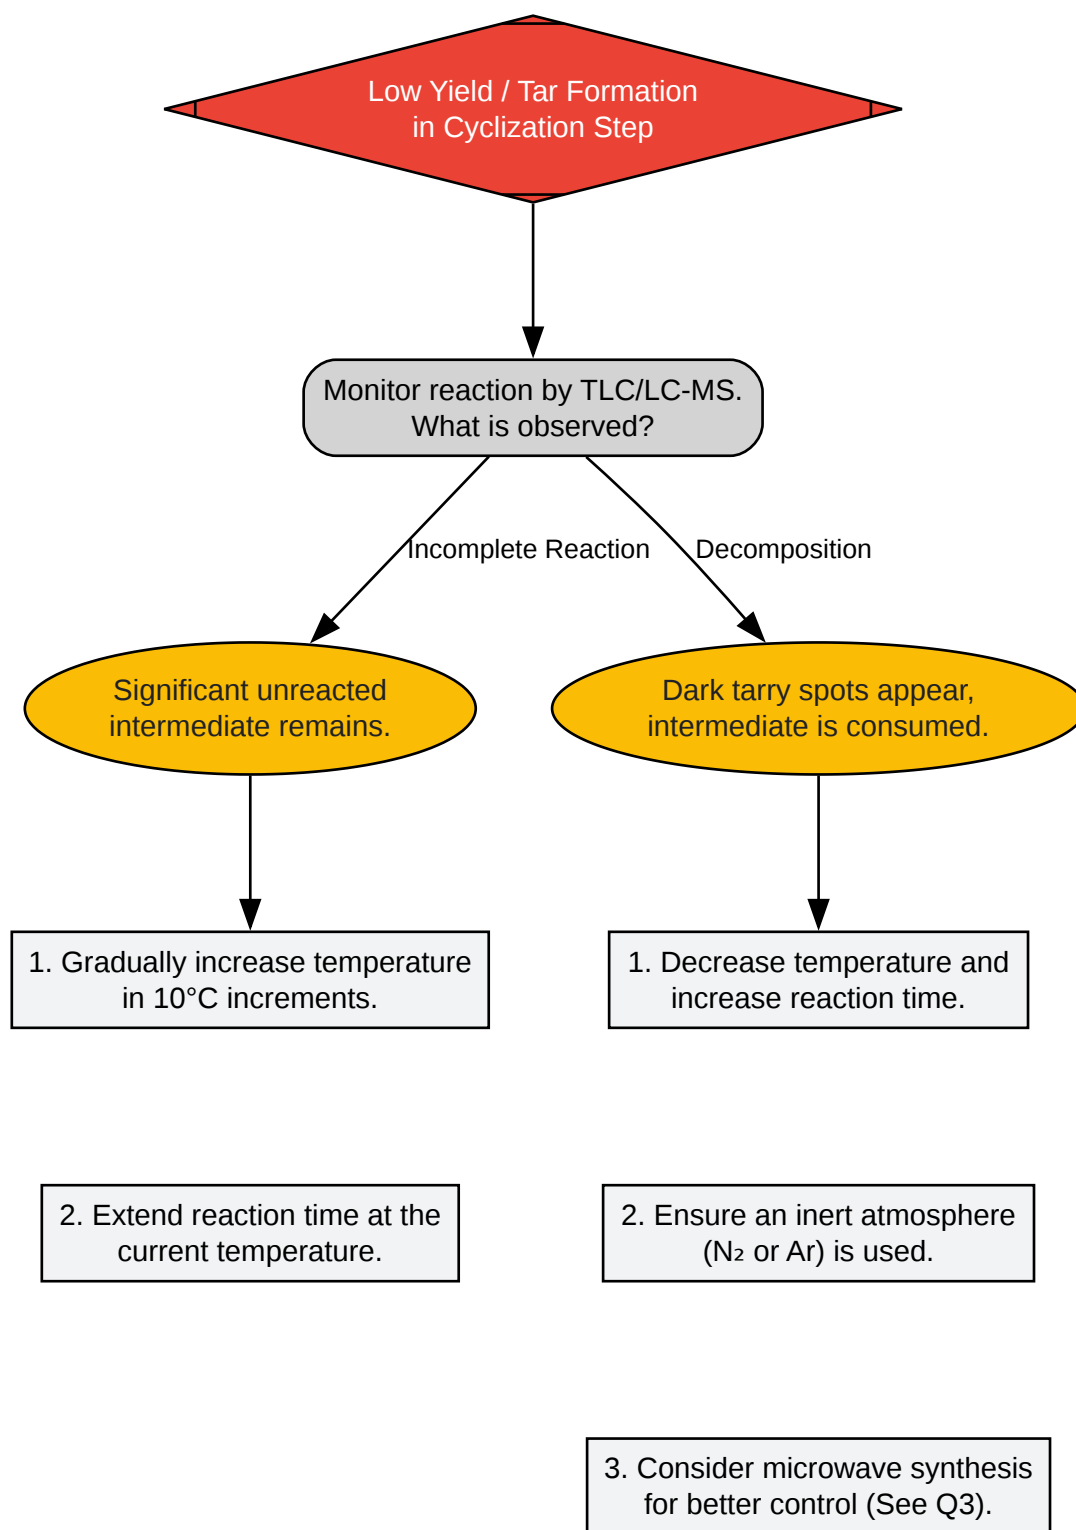 Low Yield / Tar Formation
in Cyclization Step
Monitor reaction by TLC/LC-MS.
What is observed?
Incomplete Reaction
Decomposition
Significant unreacted
intermediate remains.
Dark tarry spots appear,
intermediate is consumed.
1. Gradually increase temperature
in 10°C increments.
1. Decrease temperature and
increase reaction time.
2. Extend reaction time at the
current temperature.
2. Ensure an inert atmosphere
(N₂ or Ar) is used.
3. Consider microwave synthesis
for better control (See Q3).